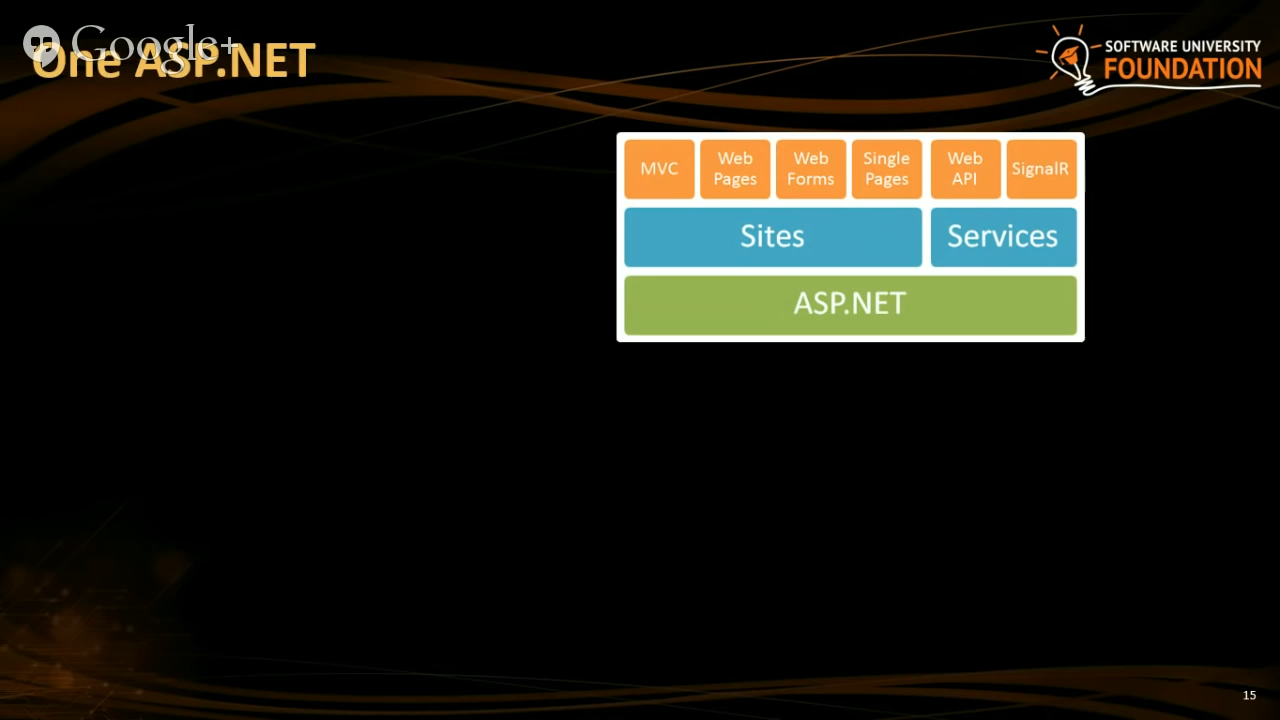 Google+
One ASP.NET
SOFTWARE UNIVERSITY
FOUNDATION
MVC
Web
Pages
Web
Forms
Single
Pages
Web
API
SignalR
Sites
Services
ASP.NET
15